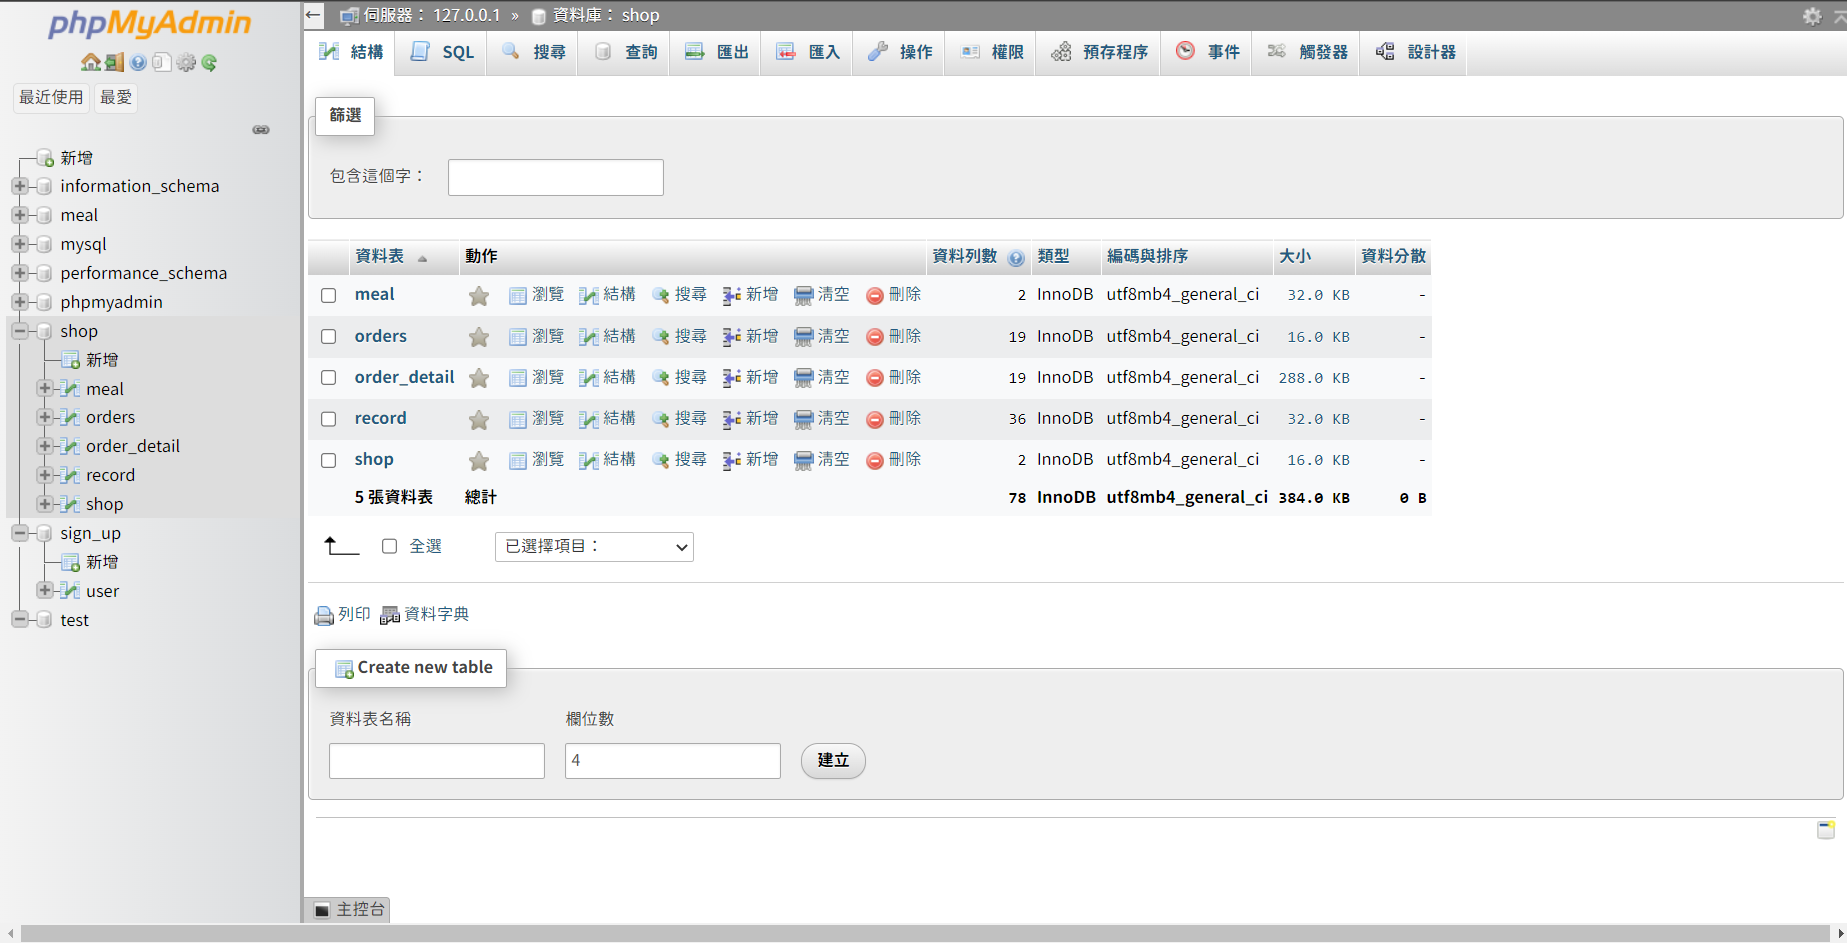 phpMyAdmin
最近使用 最愛
新增
information_schema
meal
mysql
performance_schema
phpmyadmin
shop
新增
meal
orders
order_detail
record
shop
sign_up
新增
user
test
伺服器： 127.0.0.1 » 資料庫： shop
結構 SQL 搜尋 查詢 匯出 匯入 操作 權限 預存程序 事件 觸發器 設計器
篩選
包含這個字：
資料表 動作 資料列數 類型 編碼與排序 大小 資料分散
meal 瀏覽 結構 搜尋 新增 清空 刪除 2 InnoDB utf8mb4_general_ci 32.0 KB -
orders 瀏覽 結構 搜尋 新增 清空 刪除 19 InnoDB utf8mb4_general_ci 16.0 KB -
order_detail 瀏覽 結構 搜尋 新增 清空 刪除 19 InnoDB utf8mb4_general_ci 288.0 KB -
record 瀏覽 結構 搜尋 新增 清空 刪除 36 InnoDB utf8mb4_general_ci 32.0 KB -
shop 瀏覽 結構 搜尋 新增 清空 刪除 2 InnoDB utf8mb4_general_ci 16.0 KB -
5 張資料表 總計 78 InnoDB utf8mb4_general_ci 384.0 KB 0 B
全選 已選擇項目：
列印 資料字典
Create new table
資料表名稱 欄位數
4 建立
主控台